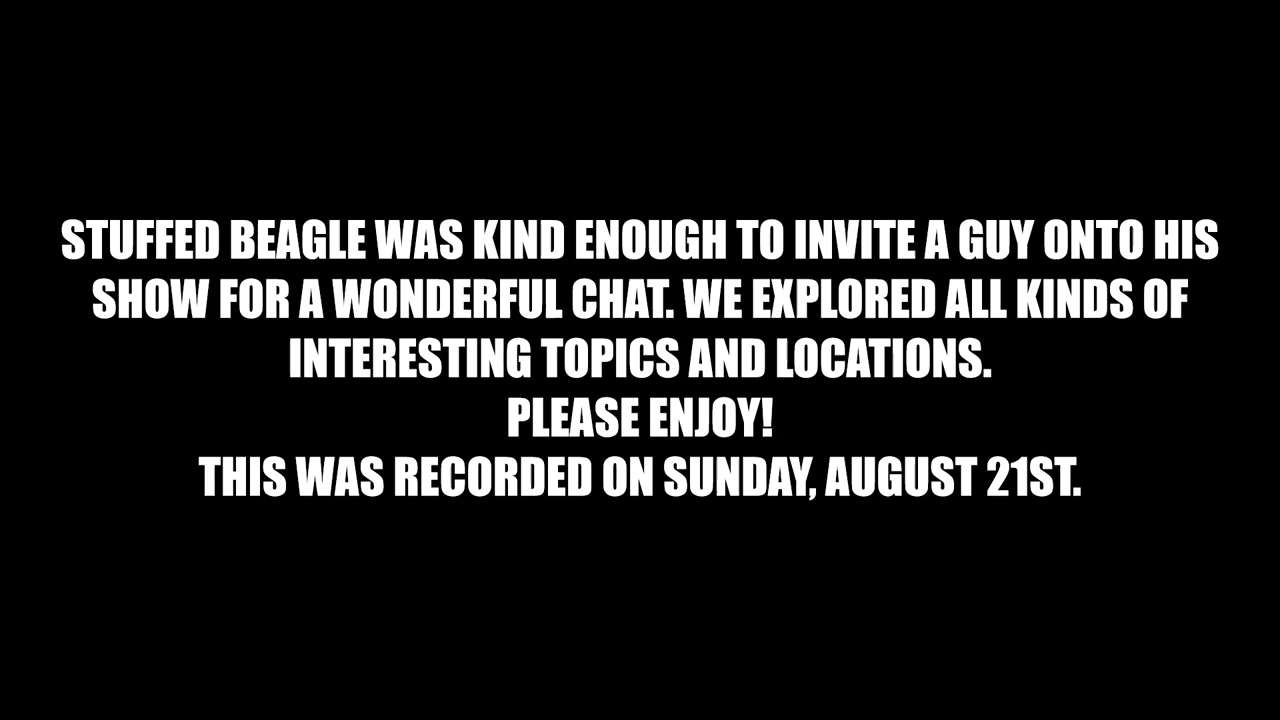 STUFFED BEAGLE WAS KIND ENOUGH TO INVITE A GUY ONTO HIS
SHOW FOR A WONDERFUL CHAT. WE EXPLORED ALL KINDS OF
INTERESTING TOPICS AND LOCATIONS.
PLEASE ENJOY!
THIS WAS RECORDED ON SUNDAY, AUGUST 21ST.